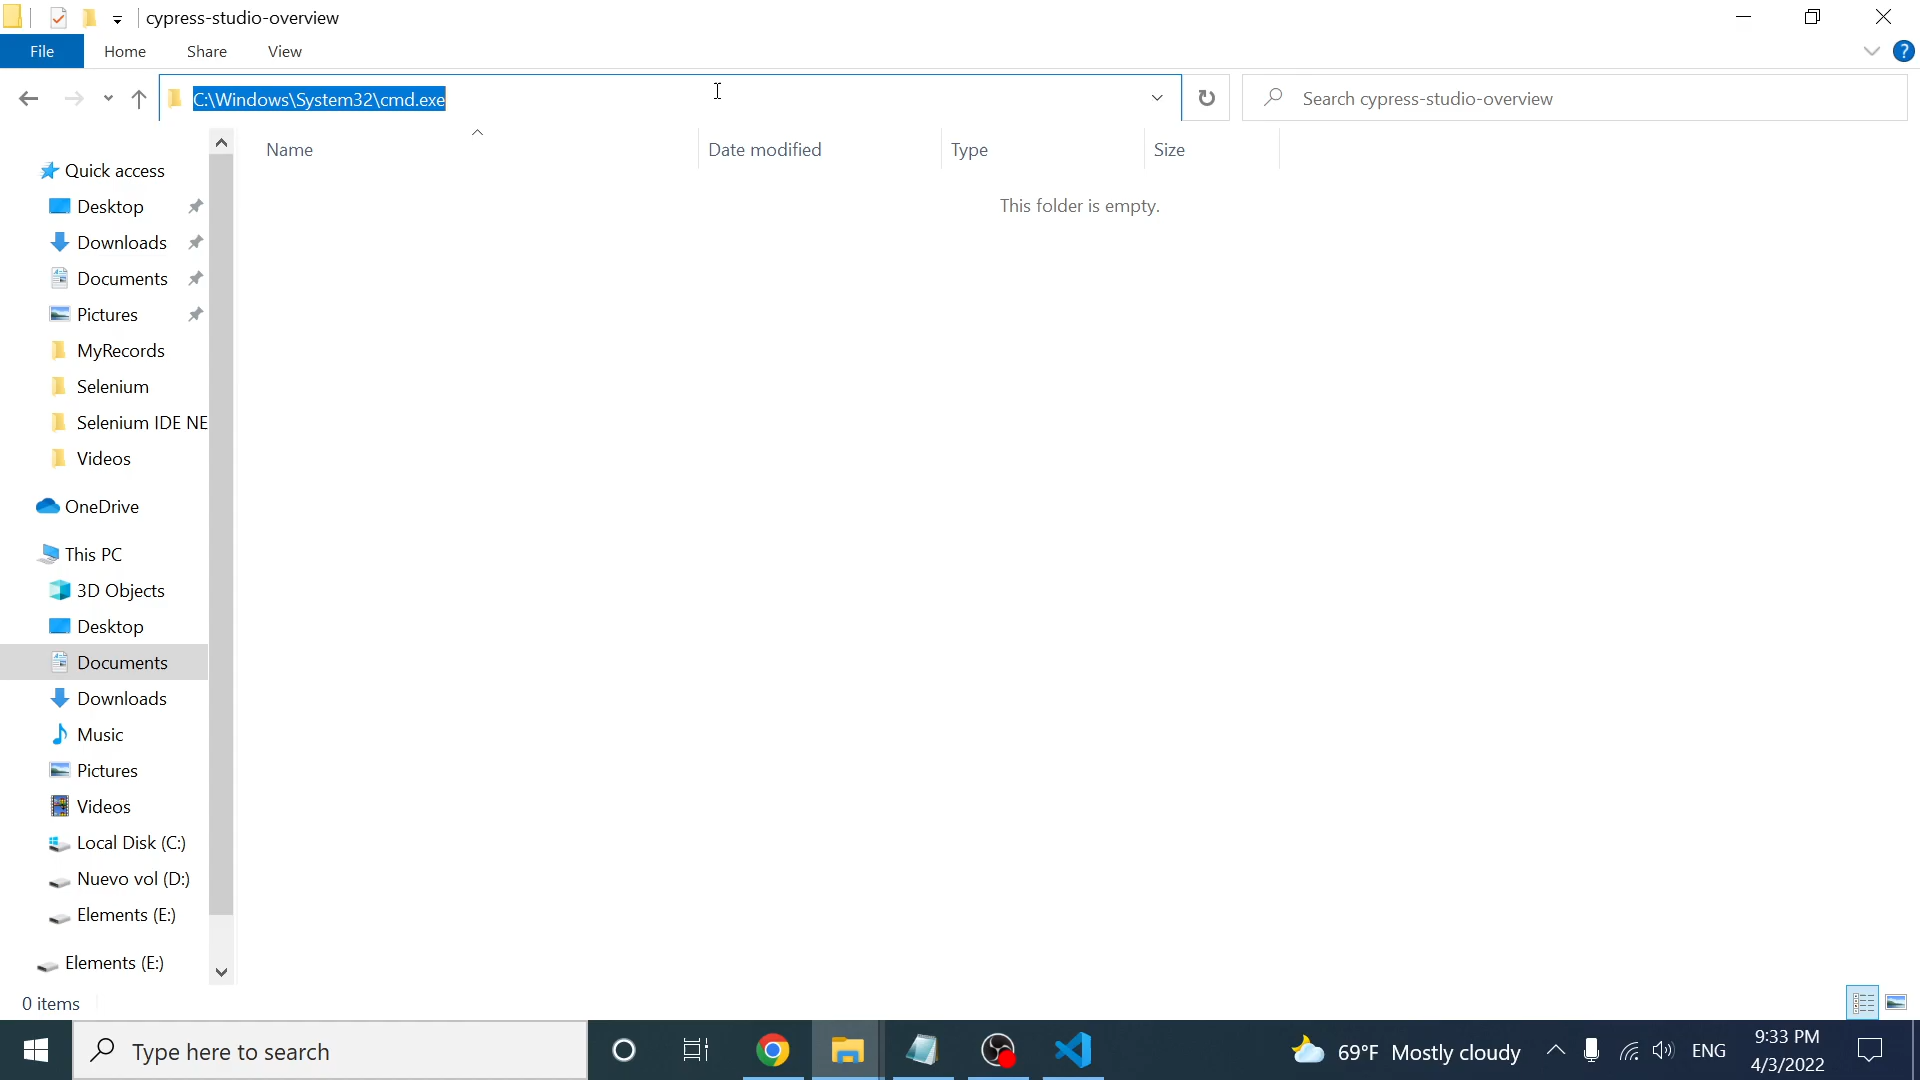 cypress-studio-overview
File
Home
Share
View
C:\Windows\System32\cmd.exe
Search cypress-studio-overview
Name
Date modified
Type
Size
This folder is empty.
Quick access
Desktop
Downloads
Documents
Pictures
MyRecords
Selenium
Selenium IDE NE
Videos
OneDrive
This PC
3D Objects
Desktop
Documents
Downloads
Music
Pictures
Videos
Local Disk (C:)
Nuevo vol (D:)
Elements (E:)
Elements (E:)
0 items
Type here to search
69°F Mostly cloudy
ENG
9:33 PM
4/3/2022